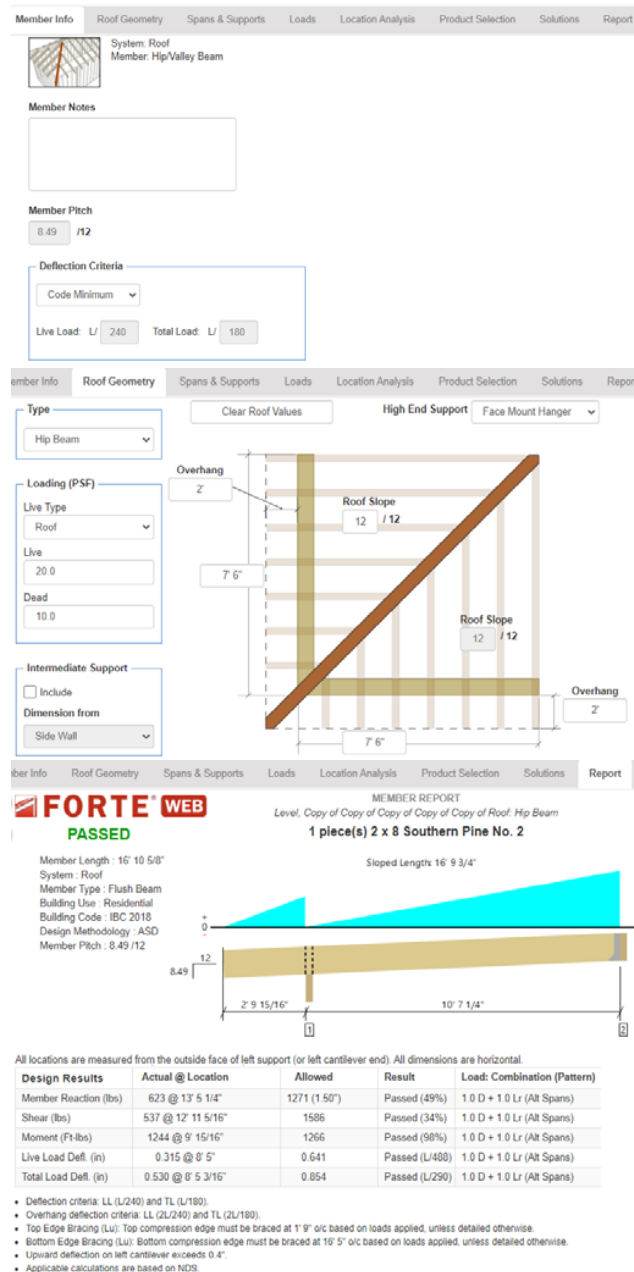 Member Info Roof Geometry Spans & Supports Loads Location Analysis Product Selection Solutions Report
System: Roof
Member: Hip/Valley Beam
Member Notes
Member Pitch
8.49 /12
Deflection Criteria
Code Minimum
Live Load: L/ 240 Total Load: L/ 180
ember Info Roof Geometry Spans & Supports Loads Location Analysis Product Selection Solutions Repor
Type
Clear Roof Values
High End Support Face Mount Hanger
Hip Beam
Overhang
2'
Loading (PSF)
Live Type
Roof
Roof Slope
12 / 12
Live
20.0
7' 6"
Dead
10.0
Roof Slope
12 / 12
Intermediate Support
Include
Overhang
2'
Dimension from
Side Wall
7' 6"
ber Info Roof Geometry Spans & Supports Loads Location Analysis Product Selection Solutions Report
FORTE WEB
MEMBER REPORT
Level, Copy of Copy of Copy of Copy of Copy of Roof: Hip Beam
PASSED
1 piece(s) 2 x 8 Southern Pine No. 2
Member Length : 16' 10 5/8"
System : Roof
Member Type : Flush Beam
Building Use : Residential
Building Code : IBC 2018
Design Methodology : ASD
Member Pitch : 8.49 /12
Sloped Length: 16' 9 3/4"
+
0
-
12
8.49
2' 9 15/16"
10' 7 1/4"
1
2
All locations are measured from the outside face of left support (or left cantilever end). All dimensions are horizontal.
Design Results Actual @ Location Allowed Result Load: Combination (Pattern)
Member Reaction (lbs) 623 @ 13' 5 1/4" 1271 (1.50") Passed (49%) 1.0 D + 1.0 Lr (Alt Spans)
Shear (lbs) 537 @ 12' 11 5/16" 1586 Passed (34%) 1.0 D + 1.0 Lr (Alt Spans)
Moment (Ft-lbs) 1244 @ 9' 15/16" 1266 Passed (98%) 1.0 D + 1.0 Lr (Alt Spans)
Live Load Defl. (in) 0.315 @ 8' 5" 0.641 Passed (L/488) 1.0 D + 1.0 Lr (Alt Spans)
Total Load Defl. (in) 0.530 @ 8' 5 3/16" 0.854 Passed (L/290) 1.0 D + 1.0 Lr (Alt Spans)
• Deflection criteria: LL (L/240) and TL (L/180).
• Overhang deflection criteria: LL (2L/240) and TL (2L/180).
• Top Edge Bracing (Lu): Top compression edge must be braced at 1' 9" o/c based on loads applied, unless detailed otherwise.
• Bottom Edge Bracing (Lu): Bottom compression edge must be braced at 16' 5" o/c based on loads applied, unless detailed otherwise.
• Upward deflection on left cantilever exceeds 0.4".
• Applicable calculations are based on NDS.